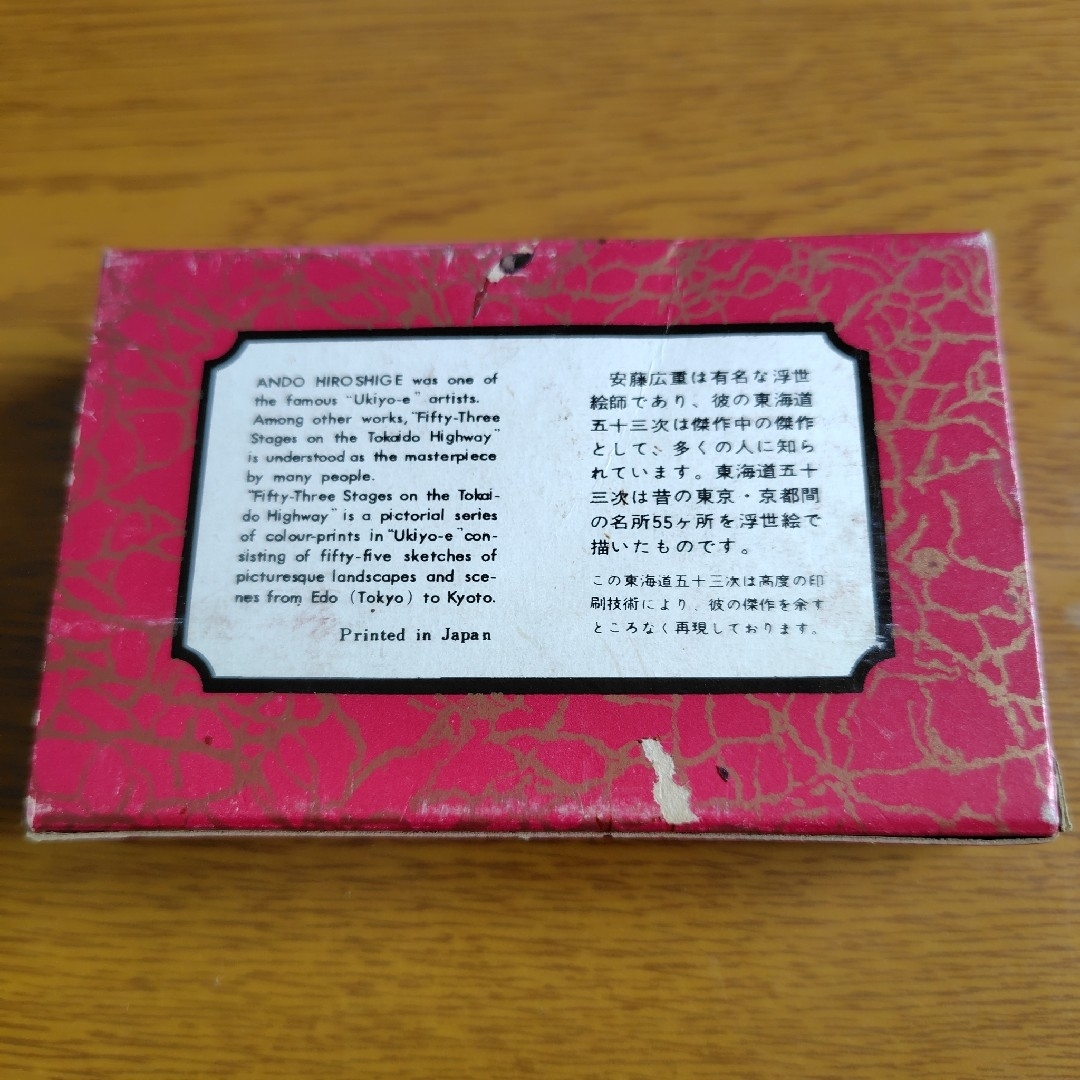 ANDO HIROSHIGE was one of
the famous "Ukiyo-e" artists.
Among other works, "Fifty-Three
Stages on the Tokaido Highway"
is understood as the masterpiece
by many people.
"Fifty-Three Stages on the Tokai-
do Highway" is a pictorial series
of colour-prints in "Ukiyo-e" con-
sisting of fifty-five sketches of
picturesque landscapes and sce-
nes from Edo (Tokyo) to Kyoto.
Printed in Japan
安藤広重は有名な浮世
絵師であり、彼の東海道
五十三次は傑作中の傑作
として、多くの人に知ら
れています。東海道五十
三次は昔の東京・京都間
の名所55ヶ所を浮世絵で
描いたものです。
この東海道五十三次は高度の印
刷技術により、彼の傑作を余す
ところなく再現しております。